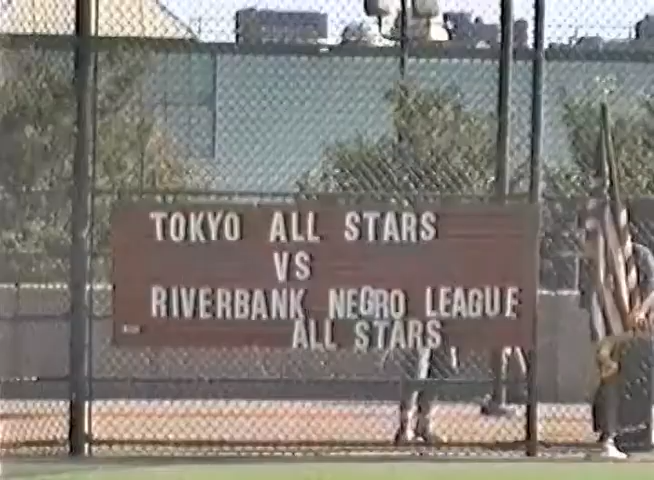 TOKYO ALL STARS
VS
RIVERBANK NEGRO LEAGUE
ALL STARS